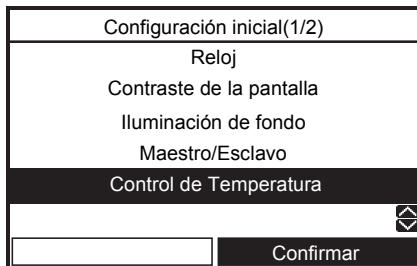 Configuración inicial(1/2)
Reloj
Contraste de la pantalla
Iluminación de fondo
Maestro/Esclavo
Control de Temperatura
Confirmar